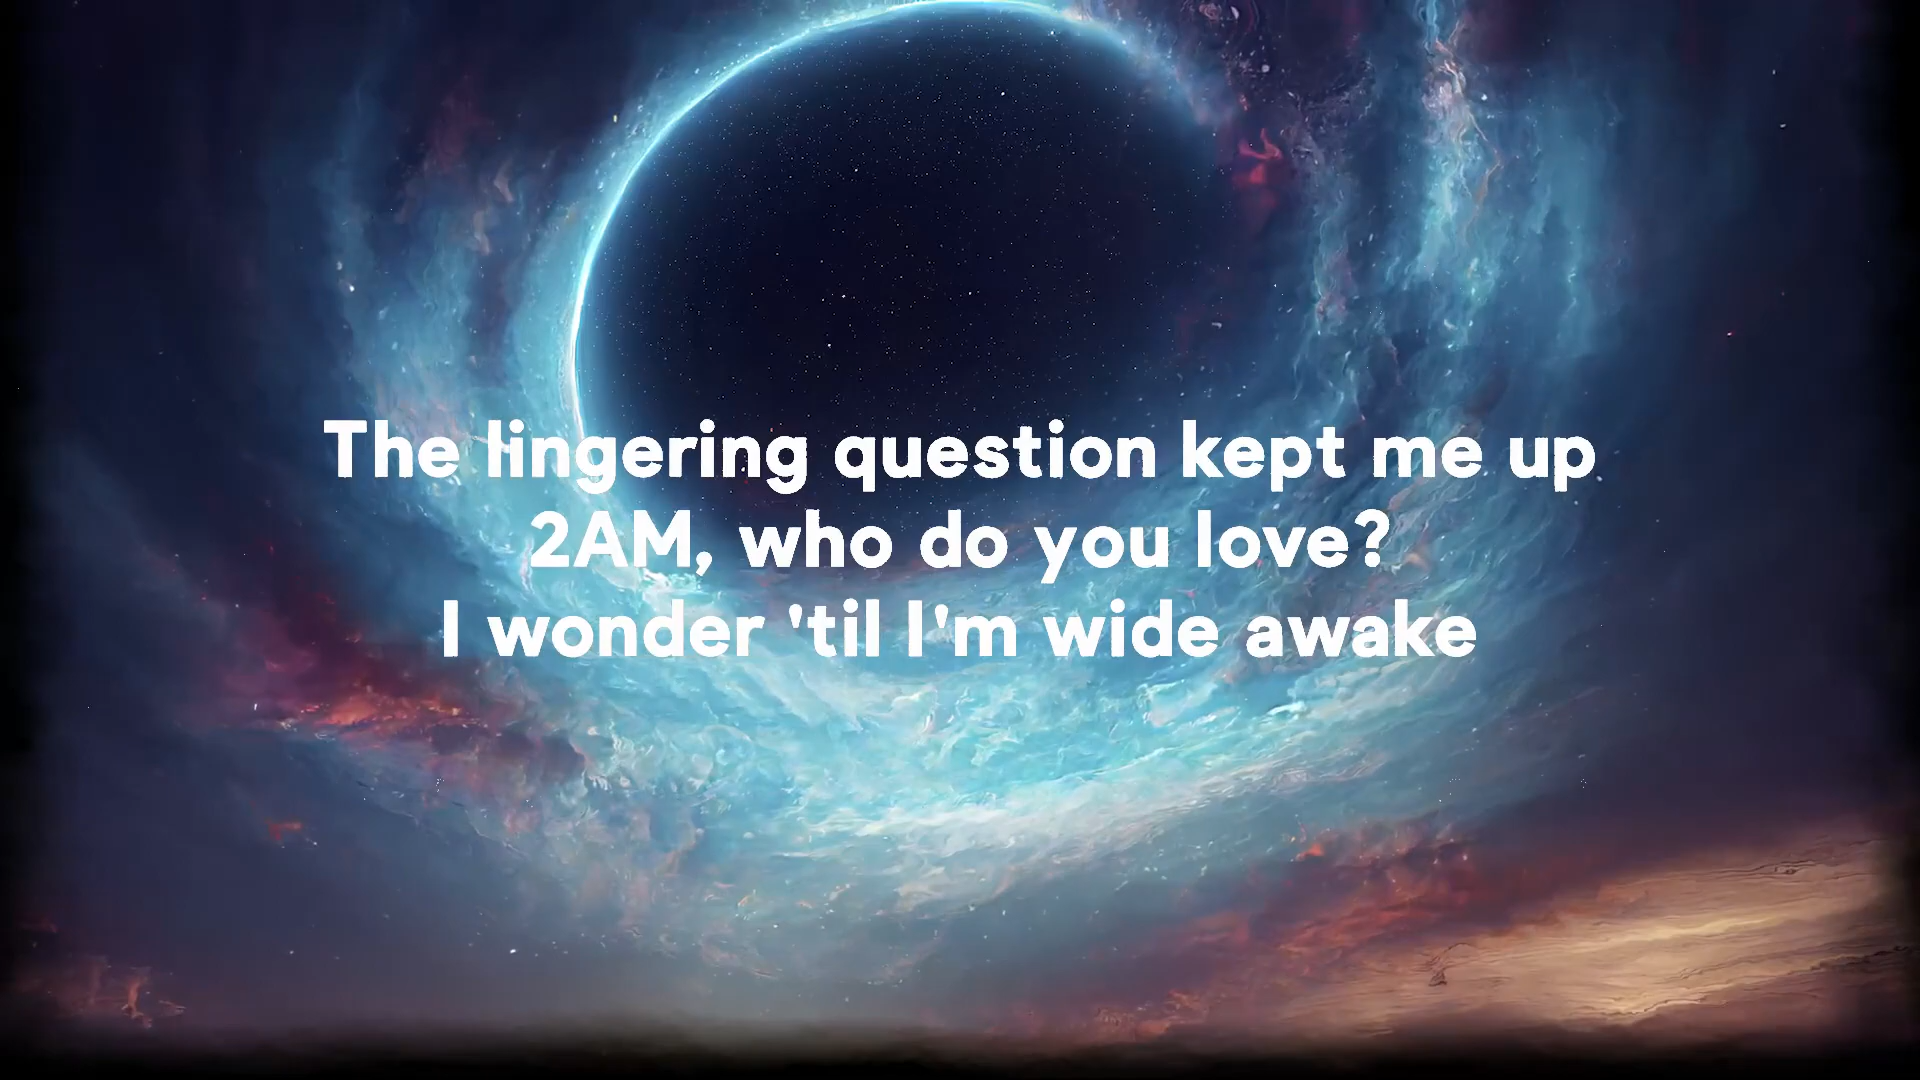 The lingering question kept me up
2AM, who do you love?
I wonder 'til I'm wide awake